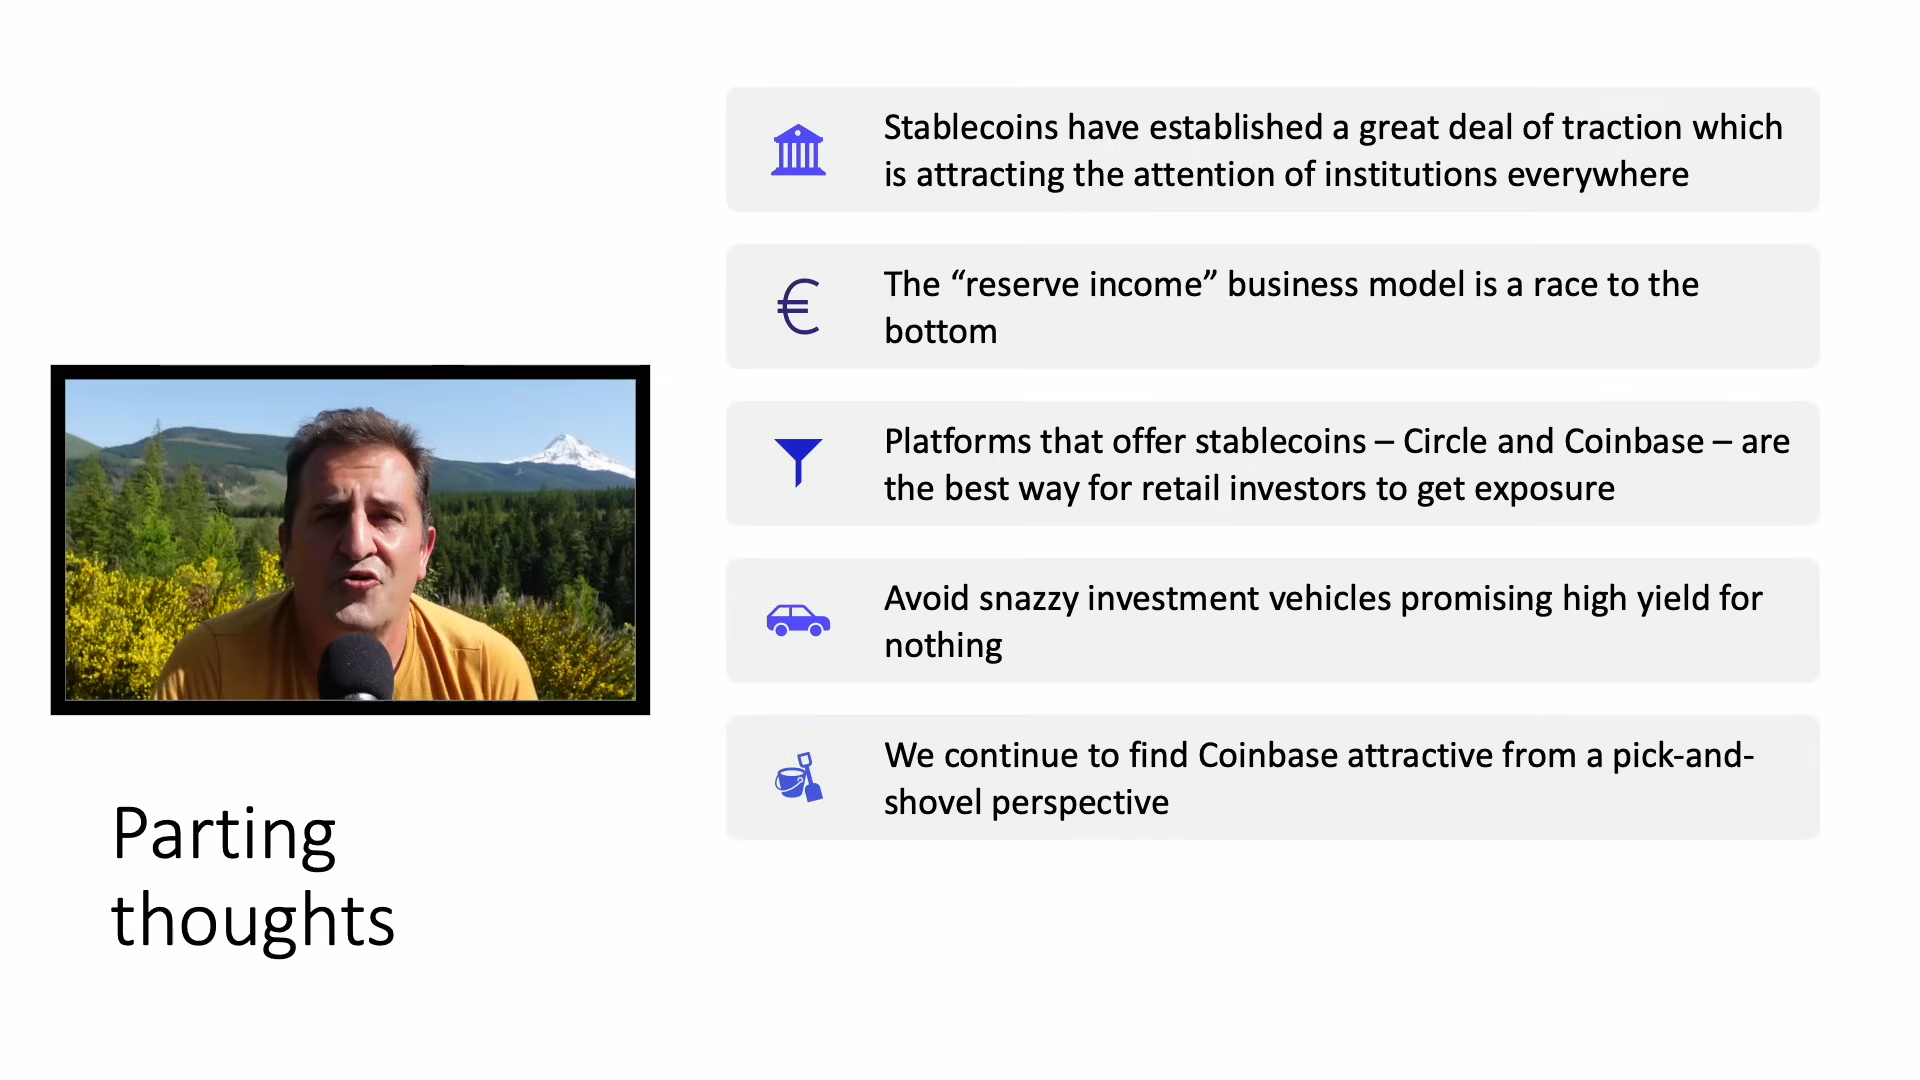 Stablecoins have established a great deal of traction which
is attracting the attention of institutions everywhere
The “reserve income” business model is a race to the
bottom
Platforms that offer stablecoins – Circle and Coinbase – are
the best way for retail investors to get exposure
Avoid snazzy investment vehicles promising high yield for
nothing
We continue to find Coinbase attractive from a pick-and-
shovel perspective
Parting
thoughts